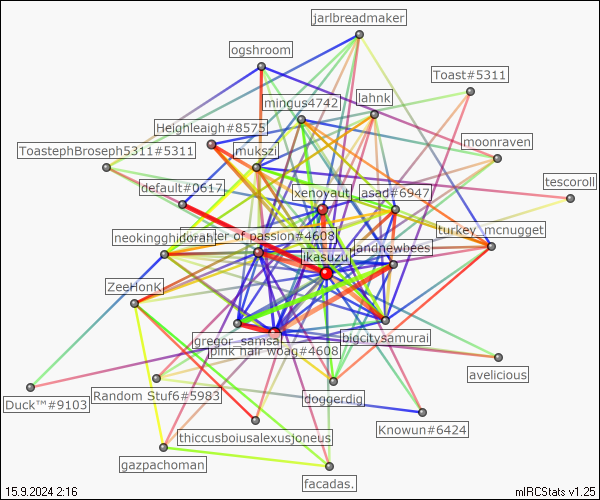 jarlbreadmaker
ogshroom
Toast#5311
lahnk
mingus4742
Heighleaigh#8575
moonraven
ToastephBroseph5311#5311
mukszi
tescoroll
default#0617
xenoyaut
asad#6947
turkey_mcnugget
neokingghidorah
ter of passion#4608
jandhewbees
ikasuzu
ZeeHonK
gregor_samsa
bigcitysamurai
pink hair woag#4608
avelicious
Random Stuf6#5983
doggerdig
Duck™#9103
Knowun#6424
thiccusboiusalexusjoneus
gazpachoman
facadas.
15.9.2024 2:16
mIRCStats v1.25